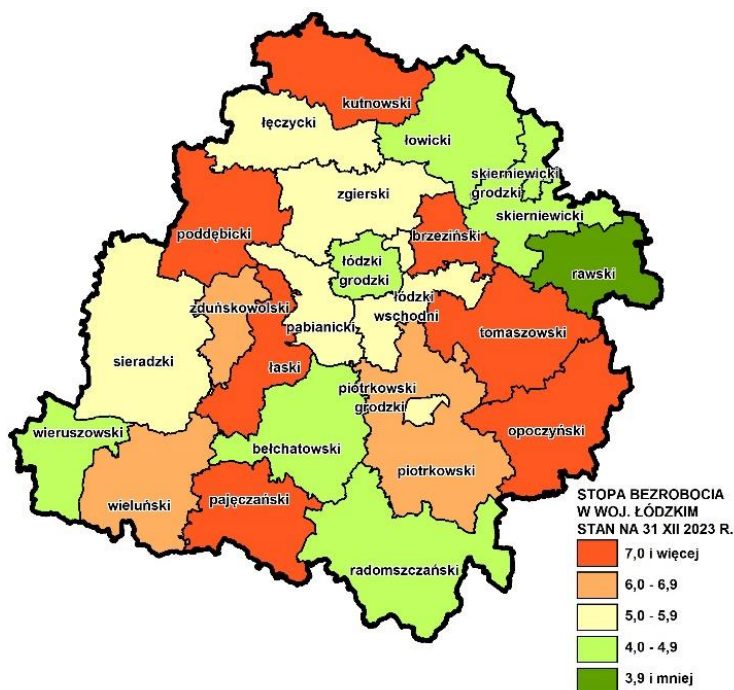 kutnowski
łęczycki
łowicki
skierniewicki
grodzki
zgierski
skierniewicki
brzeziński
poddębicki
łódzki
grodzki
rawski
zduńskowolski
łódzki
wschodni
pabianicki
tomaszowski
sieradzki
łaski
piotrkowski
grodzki
wieruszowski
opoczyński
bełchatowski
piotrkowski
wieluński
pajęczański
radomszczański
STOPA BEZROBOCIA
W WOJ. ŁÓDZKIM
STAN NA 31 XII 2023 R.
7,0 i więcej
6,0 - 6,9
5,0 - 5,9
4,0 - 4,9
3,9 i mniej